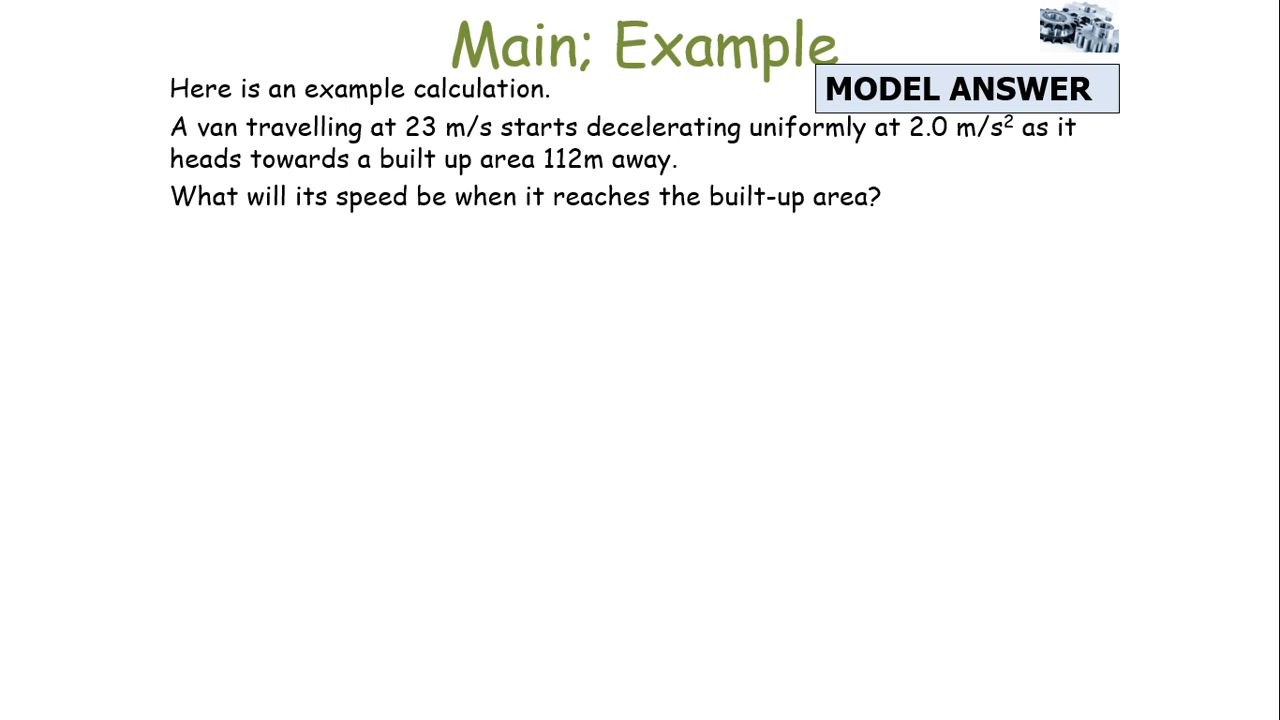 Main; Example
Here is an example calculation.
MODEL ANSWER
A van travelling at 23 m/s starts decelerating uniformly at 2.0 m/s² as it
heads towards a built up area 112m away.
What will its speed be when it reaches the built-up area?